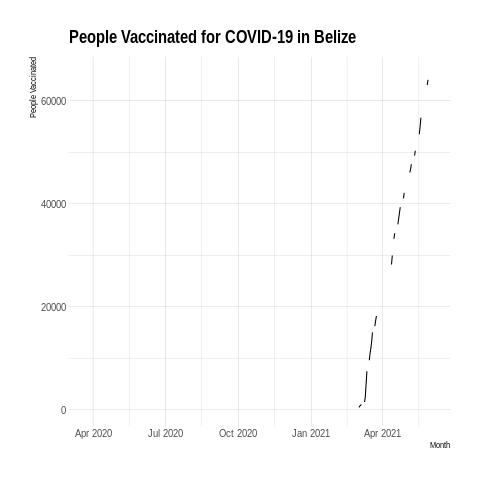 People Vaccinated for COVID-19 in Belize
People Vaccinated
60000
40000
20000
0
Apr 2020 Jul 2020 Oct 2020 Jan 2021 Apr 2021
Month